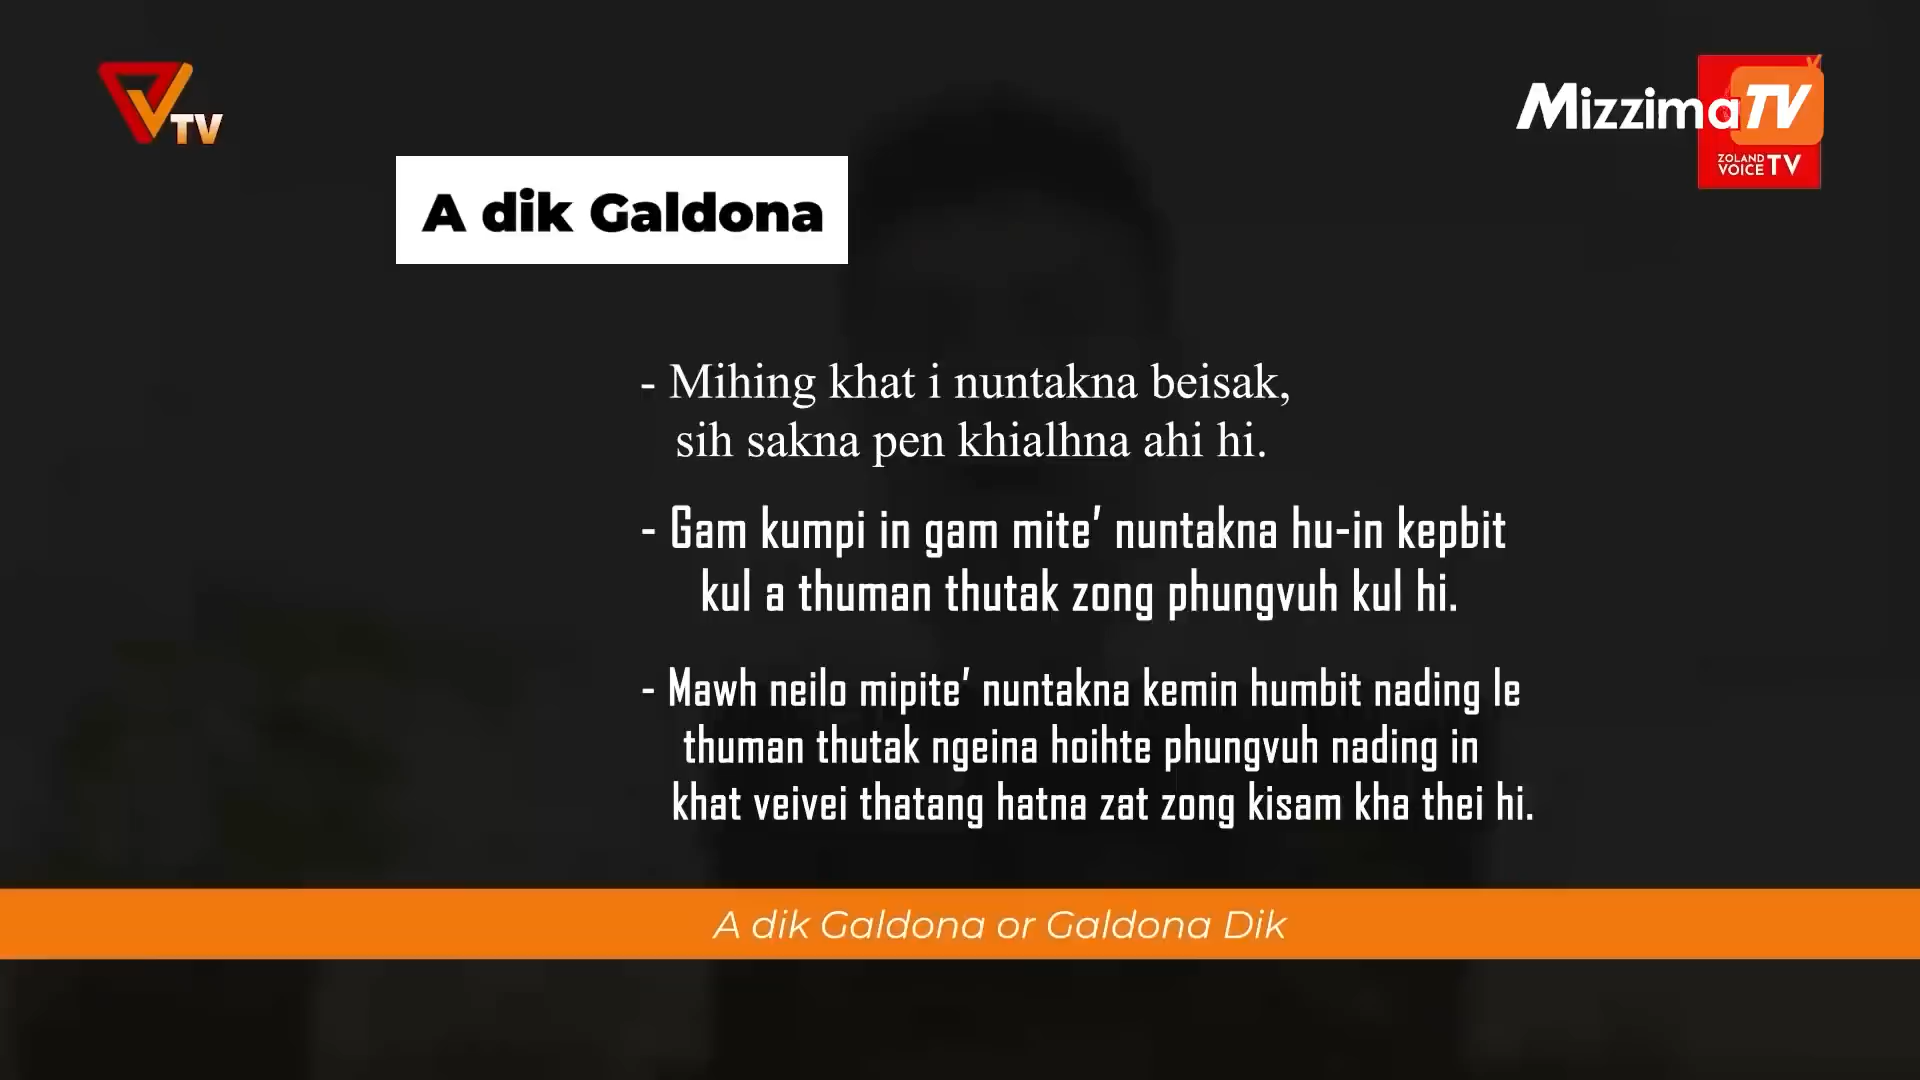 TV
MizzimaTV
ZOLAND
VOICE TV
A dik Galdona
- Mihing khat i nuntakna beisak,
sih sakna pen khialhna ahi hi.
- Gam kumpi in gam mite’ nuntakna hu-in kepbit
kul a thuman thutak zong phungvuh kul hi.
- Mawh neilo mipite’ nuntakna kemin humbit nading le
thuman thutak ngeina hoihte phungvuh nading in
khat veivei thatang hatna zat zong kisam kha thei hi.
A dik Galdona or Galdona Dik